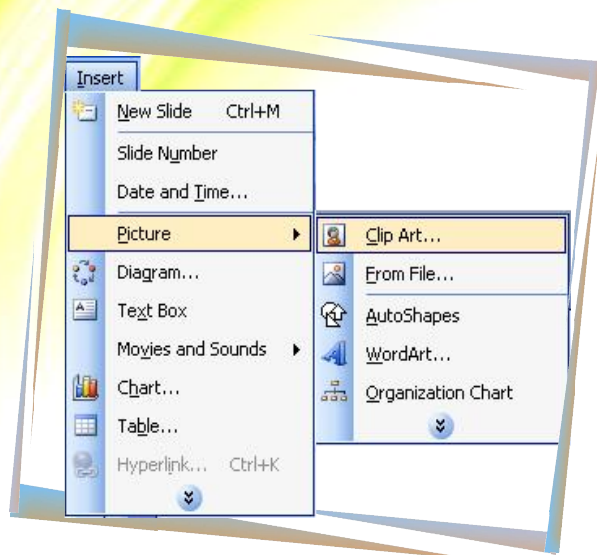 Insert
New Slide Ctrl+M
Slide Number
Date and Time...
Picture
Diagram...
Text Box
Movies and Sounds
Chart...
Table...
Hyperlink... Ctrl+K
Clip Art...
From File...
AutoShapes
WordArt...
Organization Chart